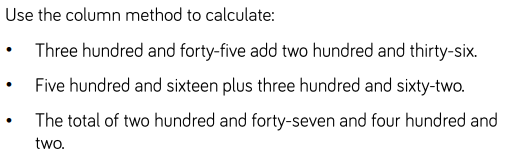 Use the column method to calculate:
• Three hundred and forty-five add two hundred and thirty-six.
• Five hundred and sixteen plus three hundred and sixty-two.
• The total of two hundred and forty-seven and four hundred and
two.